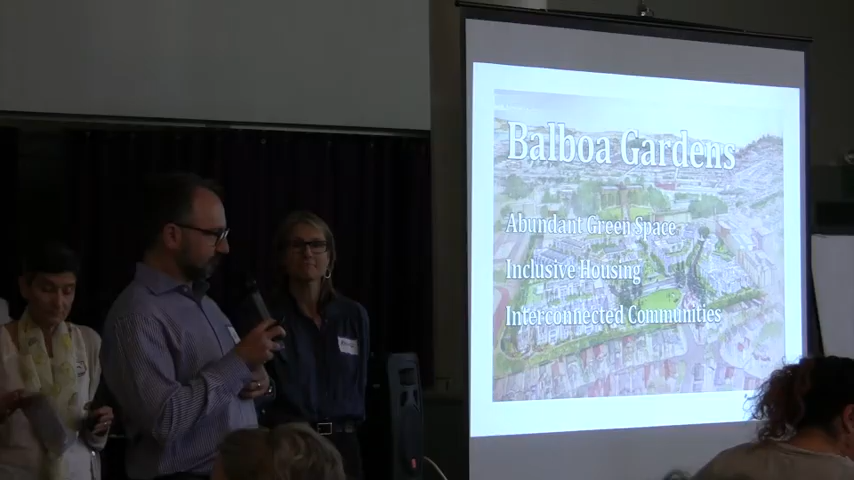 Balboa Gardens
Abundant Green Space
Inclusive Housing
Interconnected Communities